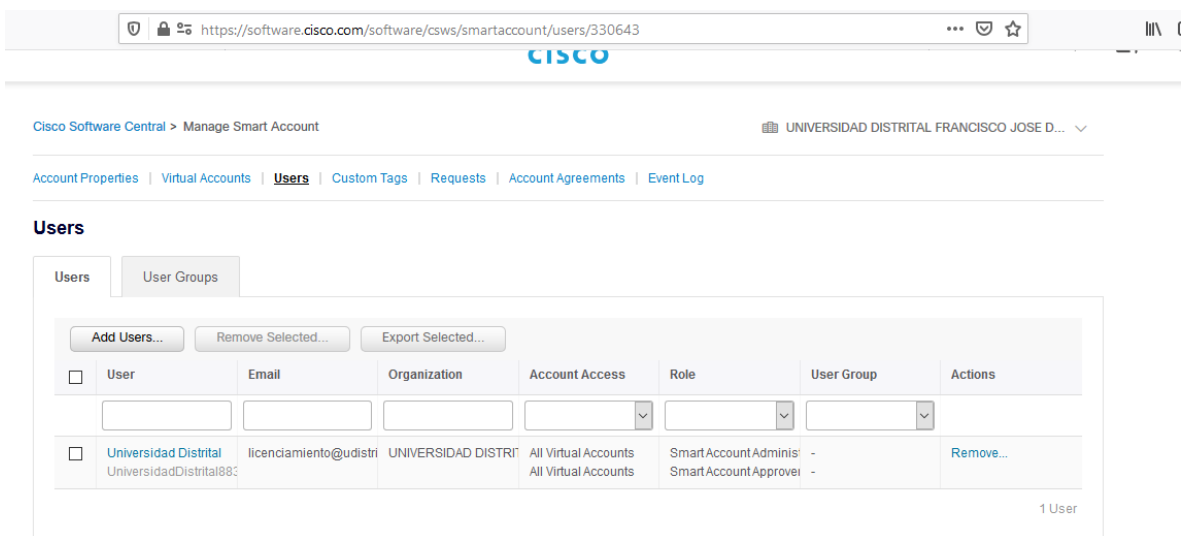 https://software.cisco.com/software/csws/smartaccount/users/330643
cisco
Cisco Software Central > Manage Smart Account
UNIVERSIDAD DISTRITAL FRANCISCO JOSE D...
Account Properties | Virtual Accounts | Users | Custom Tags | Requests | Account Agreements | Event Log
Users
Users User Groups
Add Users... Remove Selected... Export Selected...
User Email Organization Account Access Role User Group Actions
Universidad Distrital licenciamiento@udistri UNIVERSIDAD DISTRIT All Virtual Accounts Smart Account Adminis - Remove...
UniversidadDistrital883 All Virtual Accounts Smart Account Approver -
1 User